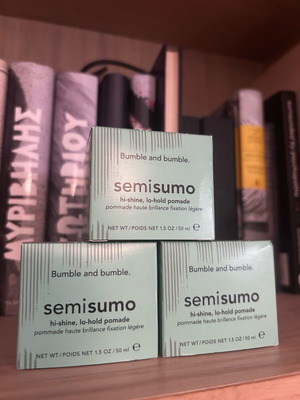 ΜΥΡΙΒΗΛΗΣ
ΣΩΤΗΡΙΟΥ
Bumble and bumble.
semisumo
hi-shine, lo-hold pomade
pommade haute brillance fixation légère
NET WT/POIDS NET 1.5 OZ / 50 ml ℮
Bumble and bumble.
semisumo
hi-shine, lo-hold pomade
pommade haute brillance fixation légère
NET WT/POIDS NET 1.5 OZ / 50 ml ℮
Bumble and bumble.
semisumo
hi-shine, lo-hold pomade
pommade haute brillance fixation légère
NET WT/POIDS NET 1.5 OZ / 50 ml ℮